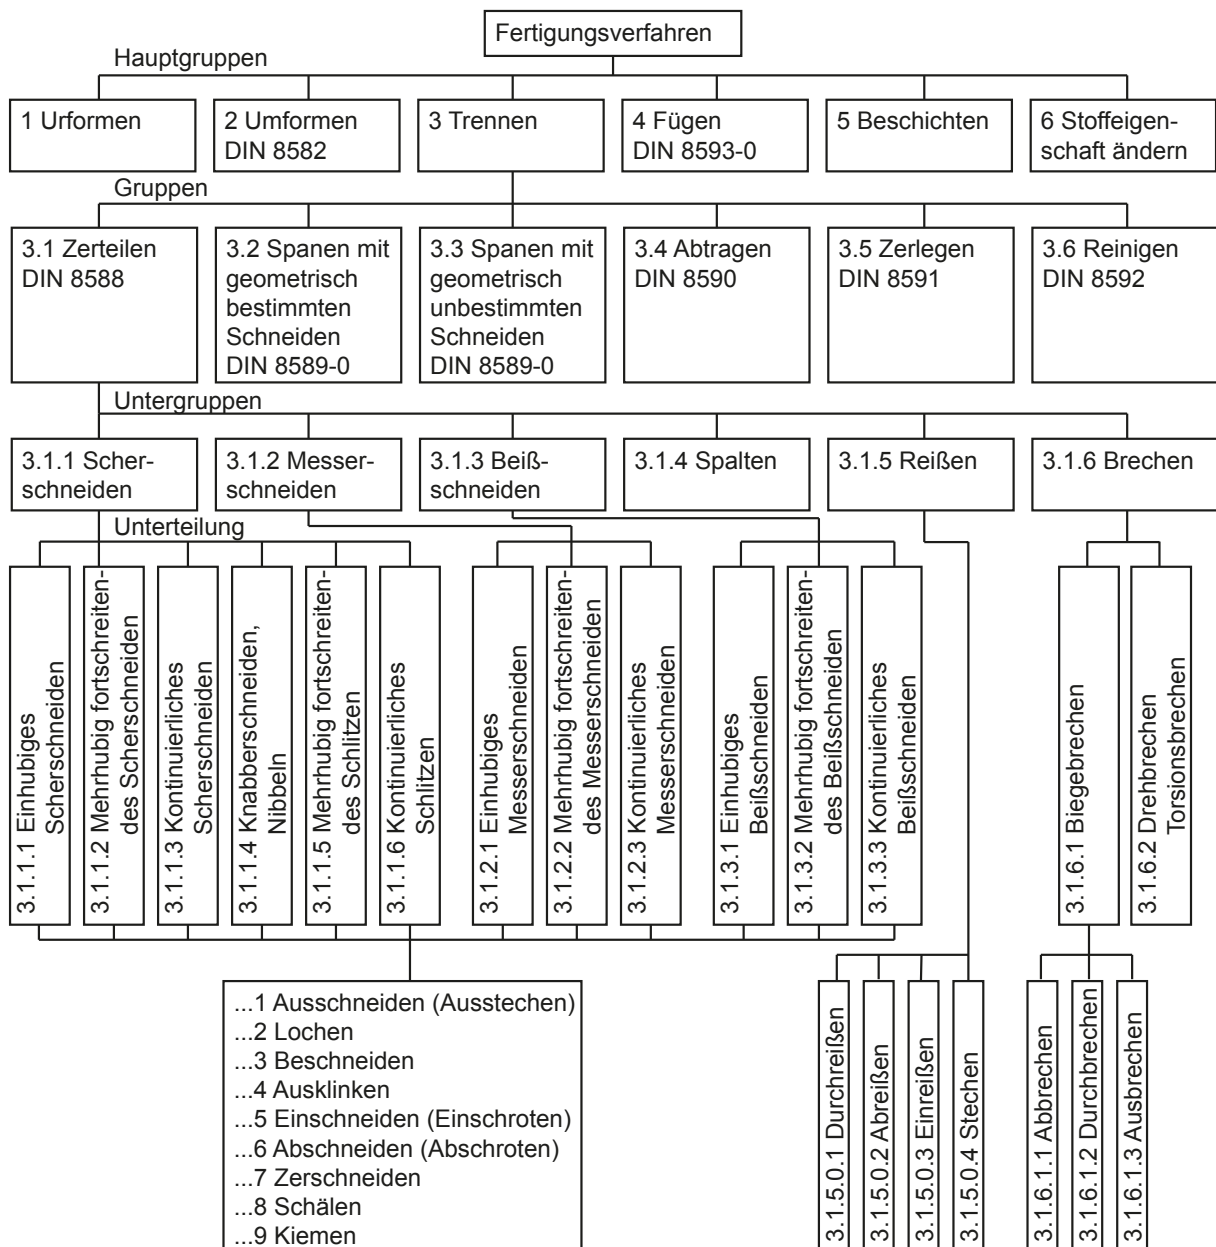 Fertigungsverfahren
Hauptgruppen
1 Urformen
2 Umformen
DIN 8582
3 Trennen
4 Fügen
DIN 8593-0
5 Beschichten
6 Stoffeigen-
schaft ändern
Gruppen
3.1 Zerteilen
DIN 8588
3.2 Spanen mit
geometrisch
bestimmten
Schneiden
DIN 8589-0
3.3 Spanen mit
geometrisch
unbestimmten
Schneiden
DIN 8589-0
3.4 Abtragen
DIN 8590
3.5 Zerlegen
DIN 8591
3.6 Reinigen
DIN 8592
Untergruppen
3.1.1 Scher-
schneiden
3.1.2 Messer-
schneiden
3.1.3 Beiß-
schneiden
3.1.4 Spalten
3.1.5 Reißen
3.1.6 Brechen
Unterteilung
3.1.1.1 Einhubiges
Scherschneiden
3.1.1.2 Mehrhubig fortschreiten-
des Scherschneiden
3.1.1.3 Kontinuierliches
Scherschneiden
3.1.1.4 Knabberschneiden,
Nibbeln
3.1.1.5 Mehrhubig fortschreiten-
des Schlitzen
3.1.1.6 Kontinuierliches
Schlitzen
3.1.2.1 Einhubiges
Messerschneiden
3.1.2.2 Mehrhubig fortschreiten-
des Messerschneiden
3.1.2.3 Kontinuierliches
Messerschneiden
3.1.3.1 Einhubiges
Beißschneiden
3.1.3.2 Mehrhubig fortschreiten-
des Beißschneiden
3.1.3.3 Kontinuierliches
Beißschneiden
3.1.6.1 Biegebrechen
3.1.6.2 Drehbrechen
Torsionsbrechen
...1 Ausschneiden (Ausstechen)
...2 Lochen
...3 Beschneiden
...4 Ausklinken
...5 Einschneiden (Einschroten)
...6 Abschneiden (Abschroten)
...7 Zerschneiden
...8 Schälen
...9 Kiemen
3.1.5.0.1 Durchreißen
3.1.5.0.2 Abreißen
3.1.5.0.3 Einreißen
3.1.5.0.4 Stechen
3.1.6.1.1 Abbrechen
3.1.6.1.2 Durchbrechen
3.1.6.1.3 Ausbrechen